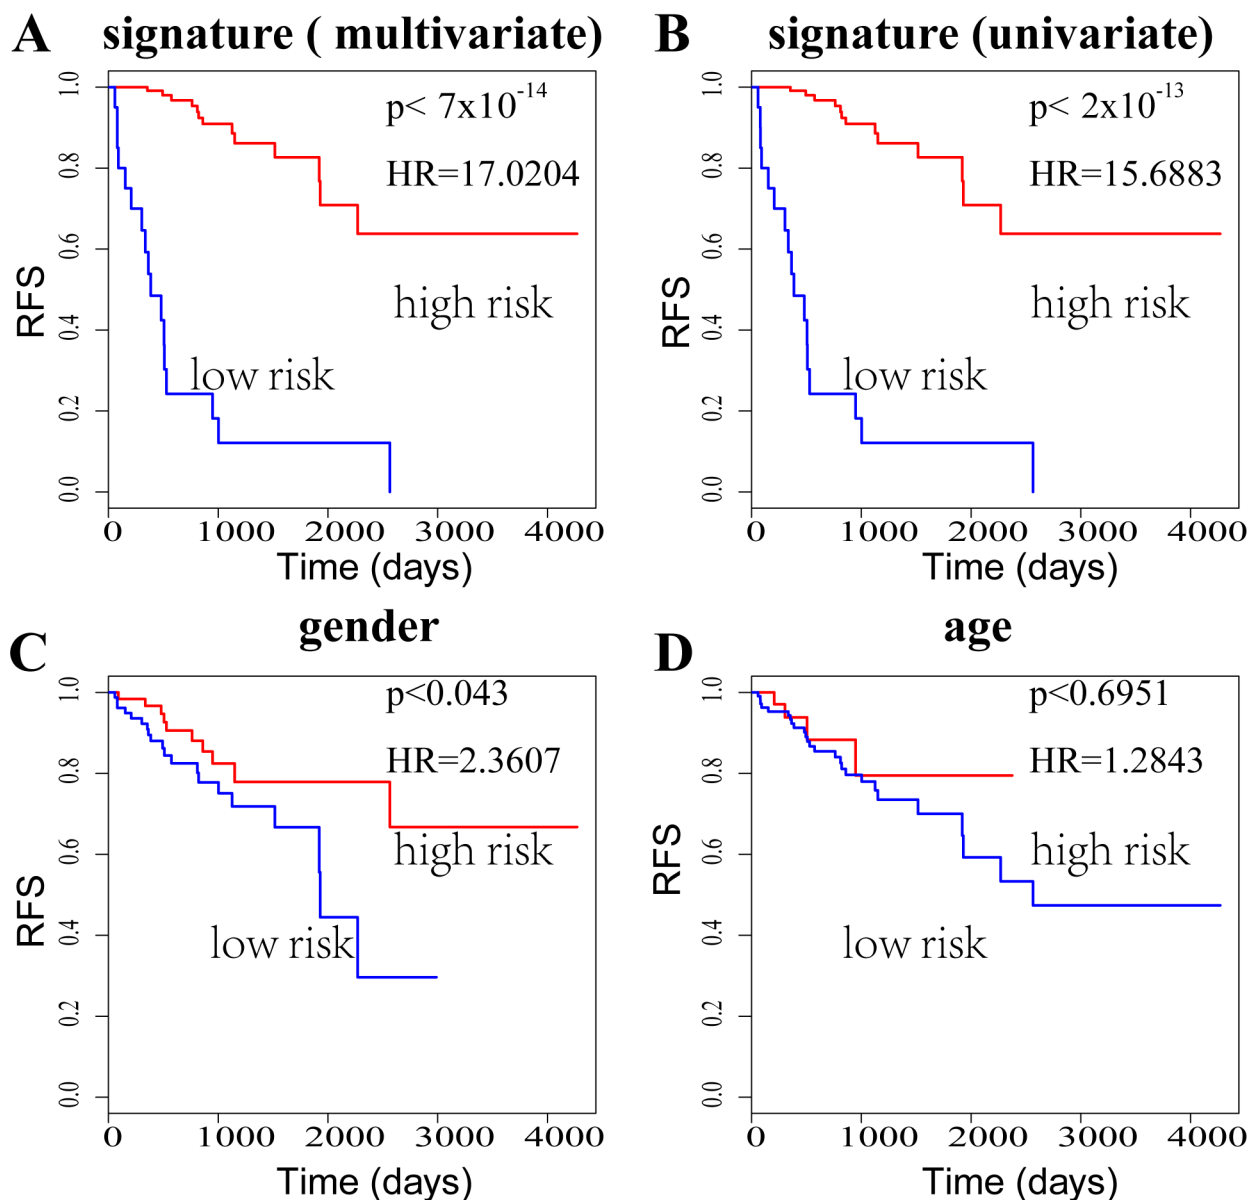 A signature ( multivariate)
1.0
0.8
0.6
0.4
0.2
0.0
RFS
p< 7x10-14
HR=17.0204
high risk
low risk
0 1000 2000 3000 4000
Time (days)
B signature (univariate)
1.0
0.8
0.6
0.4
0.2
0.0
RFS
p< 2x10-13
HR=15.6883
high risk
low risk
0 1000 2000 3000 4000
Time (days)
C gender
1.0
0.8
0.6
0.4
0.2
0.0
RFS
p<0.043
HR=2.3607
high risk
low risk
0 1000 2000 3000 4000
Time (days)
D age
1.0
0.8
0.6
0.4
0.2
0.0
RFS
p<0.6951
HR=1.2843
high risk
low risk
0 1000 2000 3000 4000
Time (days)